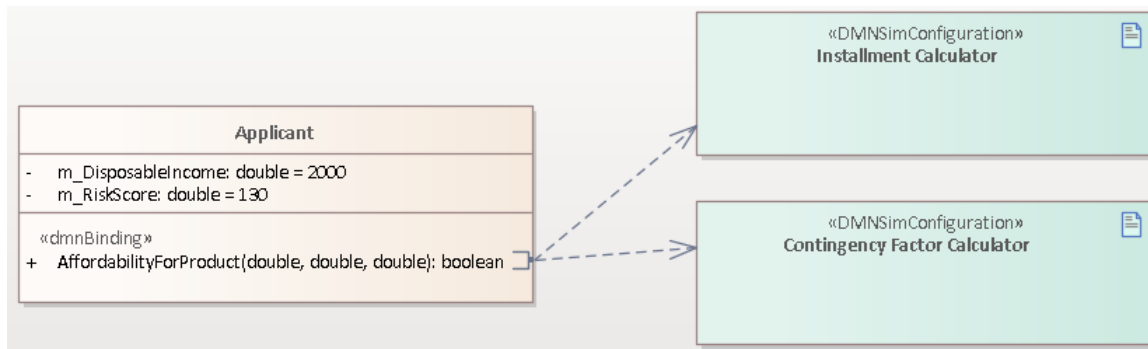 Applicant
- m_DisposableIncome: double = 2000
- m_RiskScore: double = 130
«dmnBinding»
+ AffordabilityForProduct(double, double, double): boolean
«DMNSimConfiguration»
Installment Calculator
«DMNSimConfiguration»
Contingency Factor Calculator